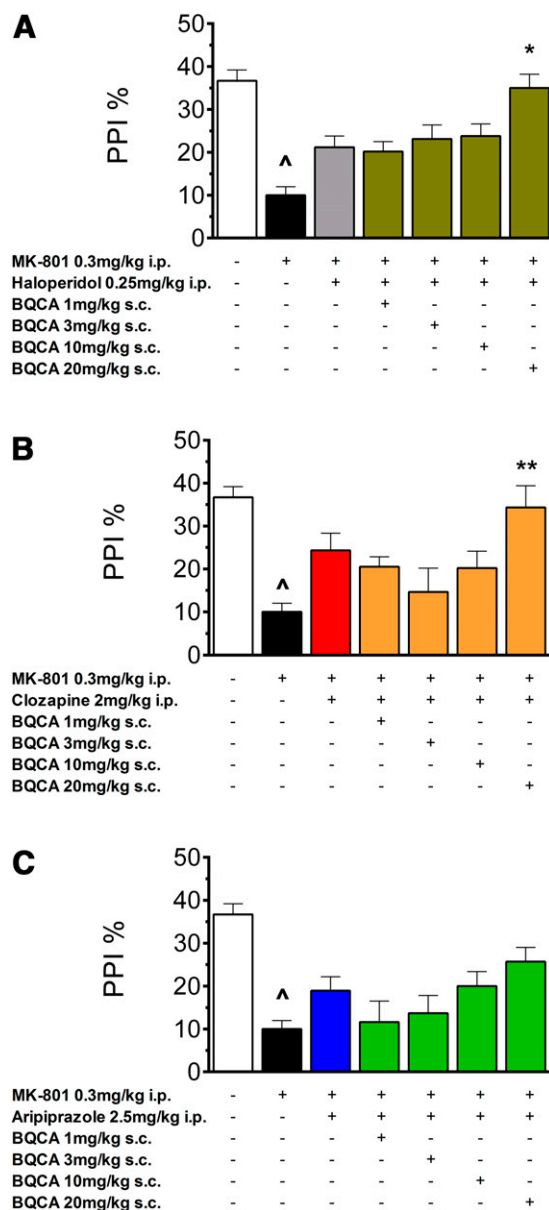 A
PPI %
50
40
30
20
10
0
^
*
MK-801 0.3mg/kg i.p. - + + + + + +
Haloperidol 0.25mg/kg i.p. - - + + + + +
BQCA 1mg/kg s.c. - - - + - - -
BQCA 3mg/kg s.c. - - - - + - -
BQCA 10mg/kg s.c. - - - - - + -
BQCA 20mg/kg s.c. - - - - - - +
B
PPI %
50
40
30
20
10
0
^
**
MK-801 0.3mg/kg i.p. - + + + + + +
Clozapine 2mg/kg i.p. - - + + + + +
BQCA 1mg/kg s.c. - - - + - - -
BQCA 3mg/kg s.c. - - - - + - -
BQCA 10mg/kg s.c. - - - - - + -
BQCA 20mg/kg s.c. - - - - - - +
C
PPI %
50
40
30
20
10
0
^
MK-801 0.3mg/kg i.p. - + + + + + +
Aripiprazole 2.5mg/kg i.p. - - + + + + +
BQCA 1mg/kg s.c. - - - + - - -
BQCA 3mg/kg s.c. - - - - + - -
BQCA 10mg/kg s.c. - - - - - + -
BQCA 20mg/kg s.c. - - - - - - +